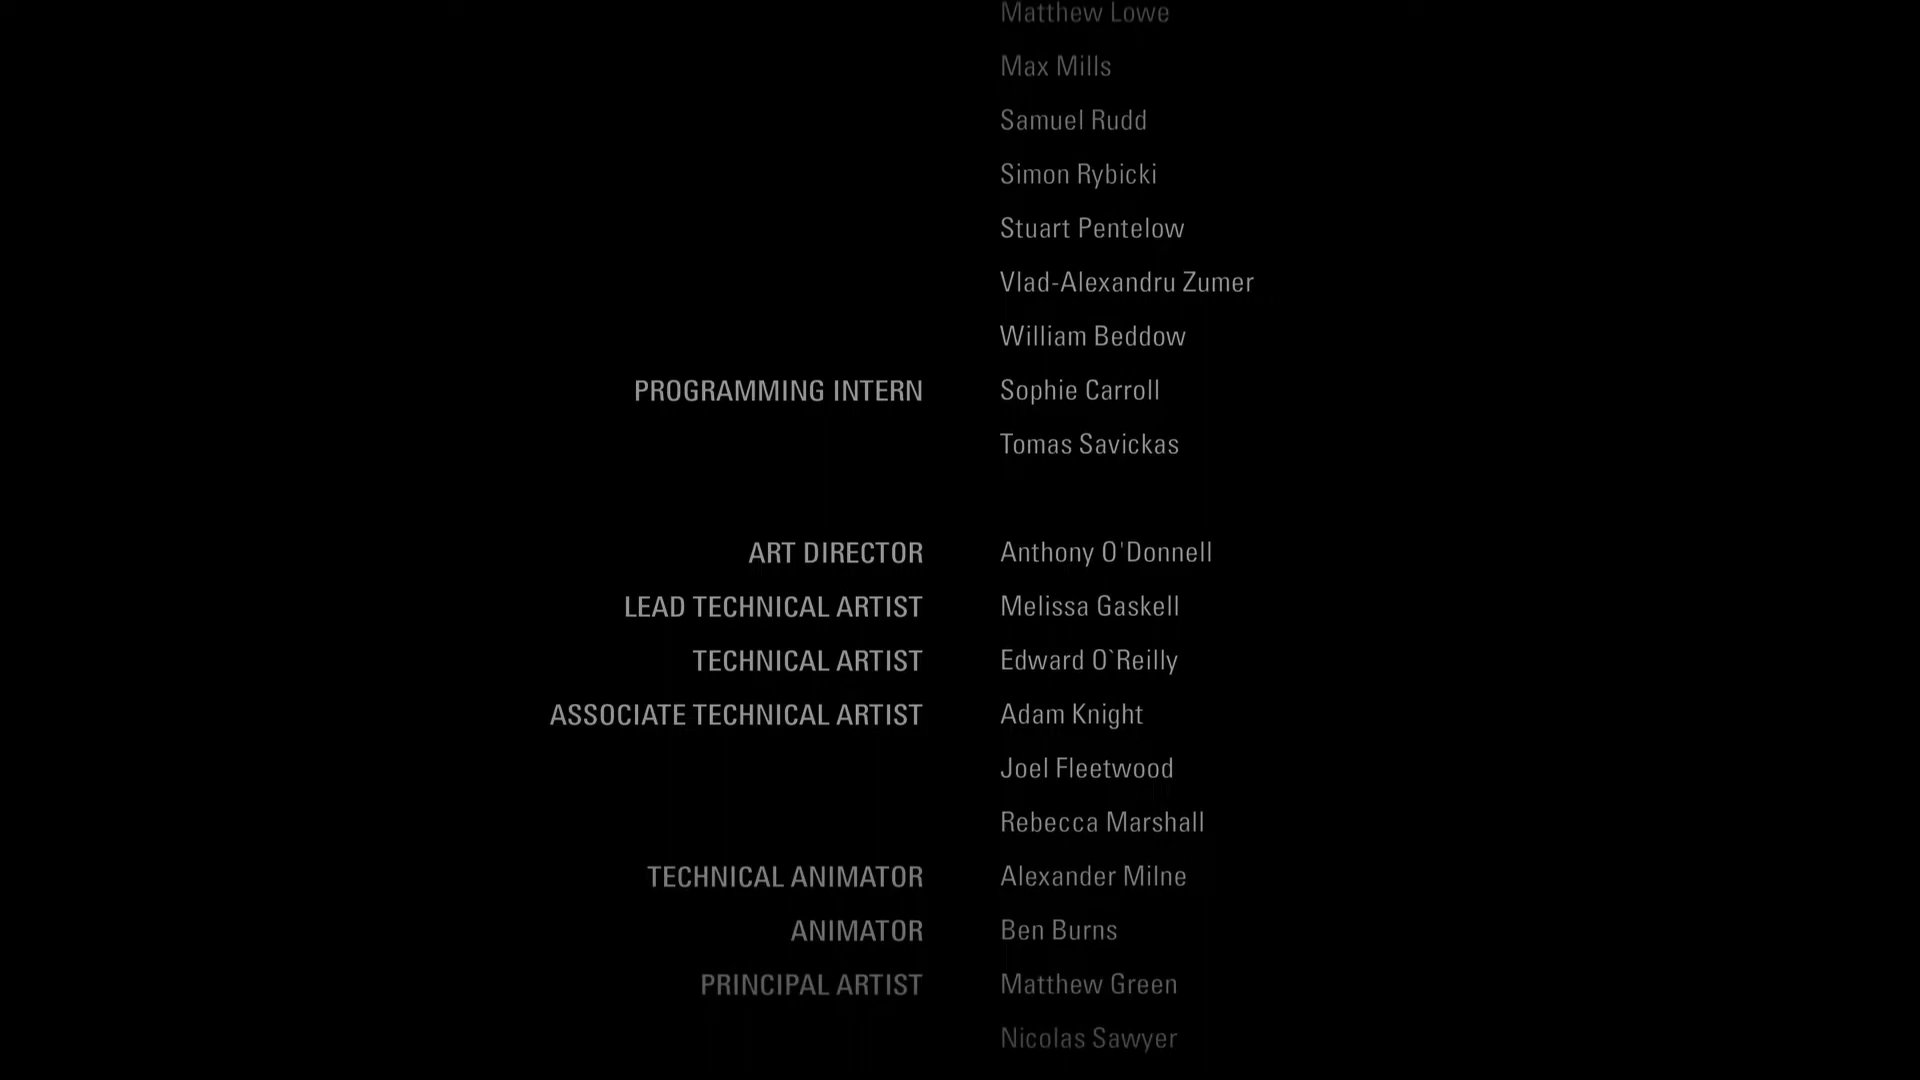 Matthew Lowe
Max Mills
Samuel Rudd
Simon Rybicki
Stuart Pentelow
Vlad-Alexandru Zumer
William Beddow
PROGRAMMING INTERN Sophie Carroll
Tomas Savickas
ART DIRECTOR Anthony O'Donnell
LEAD TECHNICAL ARTIST Melissa Gaskell
TECHNICAL ARTIST Edward O`Reilly
ASSOCIATE TECHNICAL ARTIST Adam Knight
Joel Fleetwood
Rebecca Marshall
TECHNICAL ANIMATOR Alexander Milne
ANIMATOR Ben Burns
PRINCIPAL ARTIST Matthew Green
Nicolas Sawyer